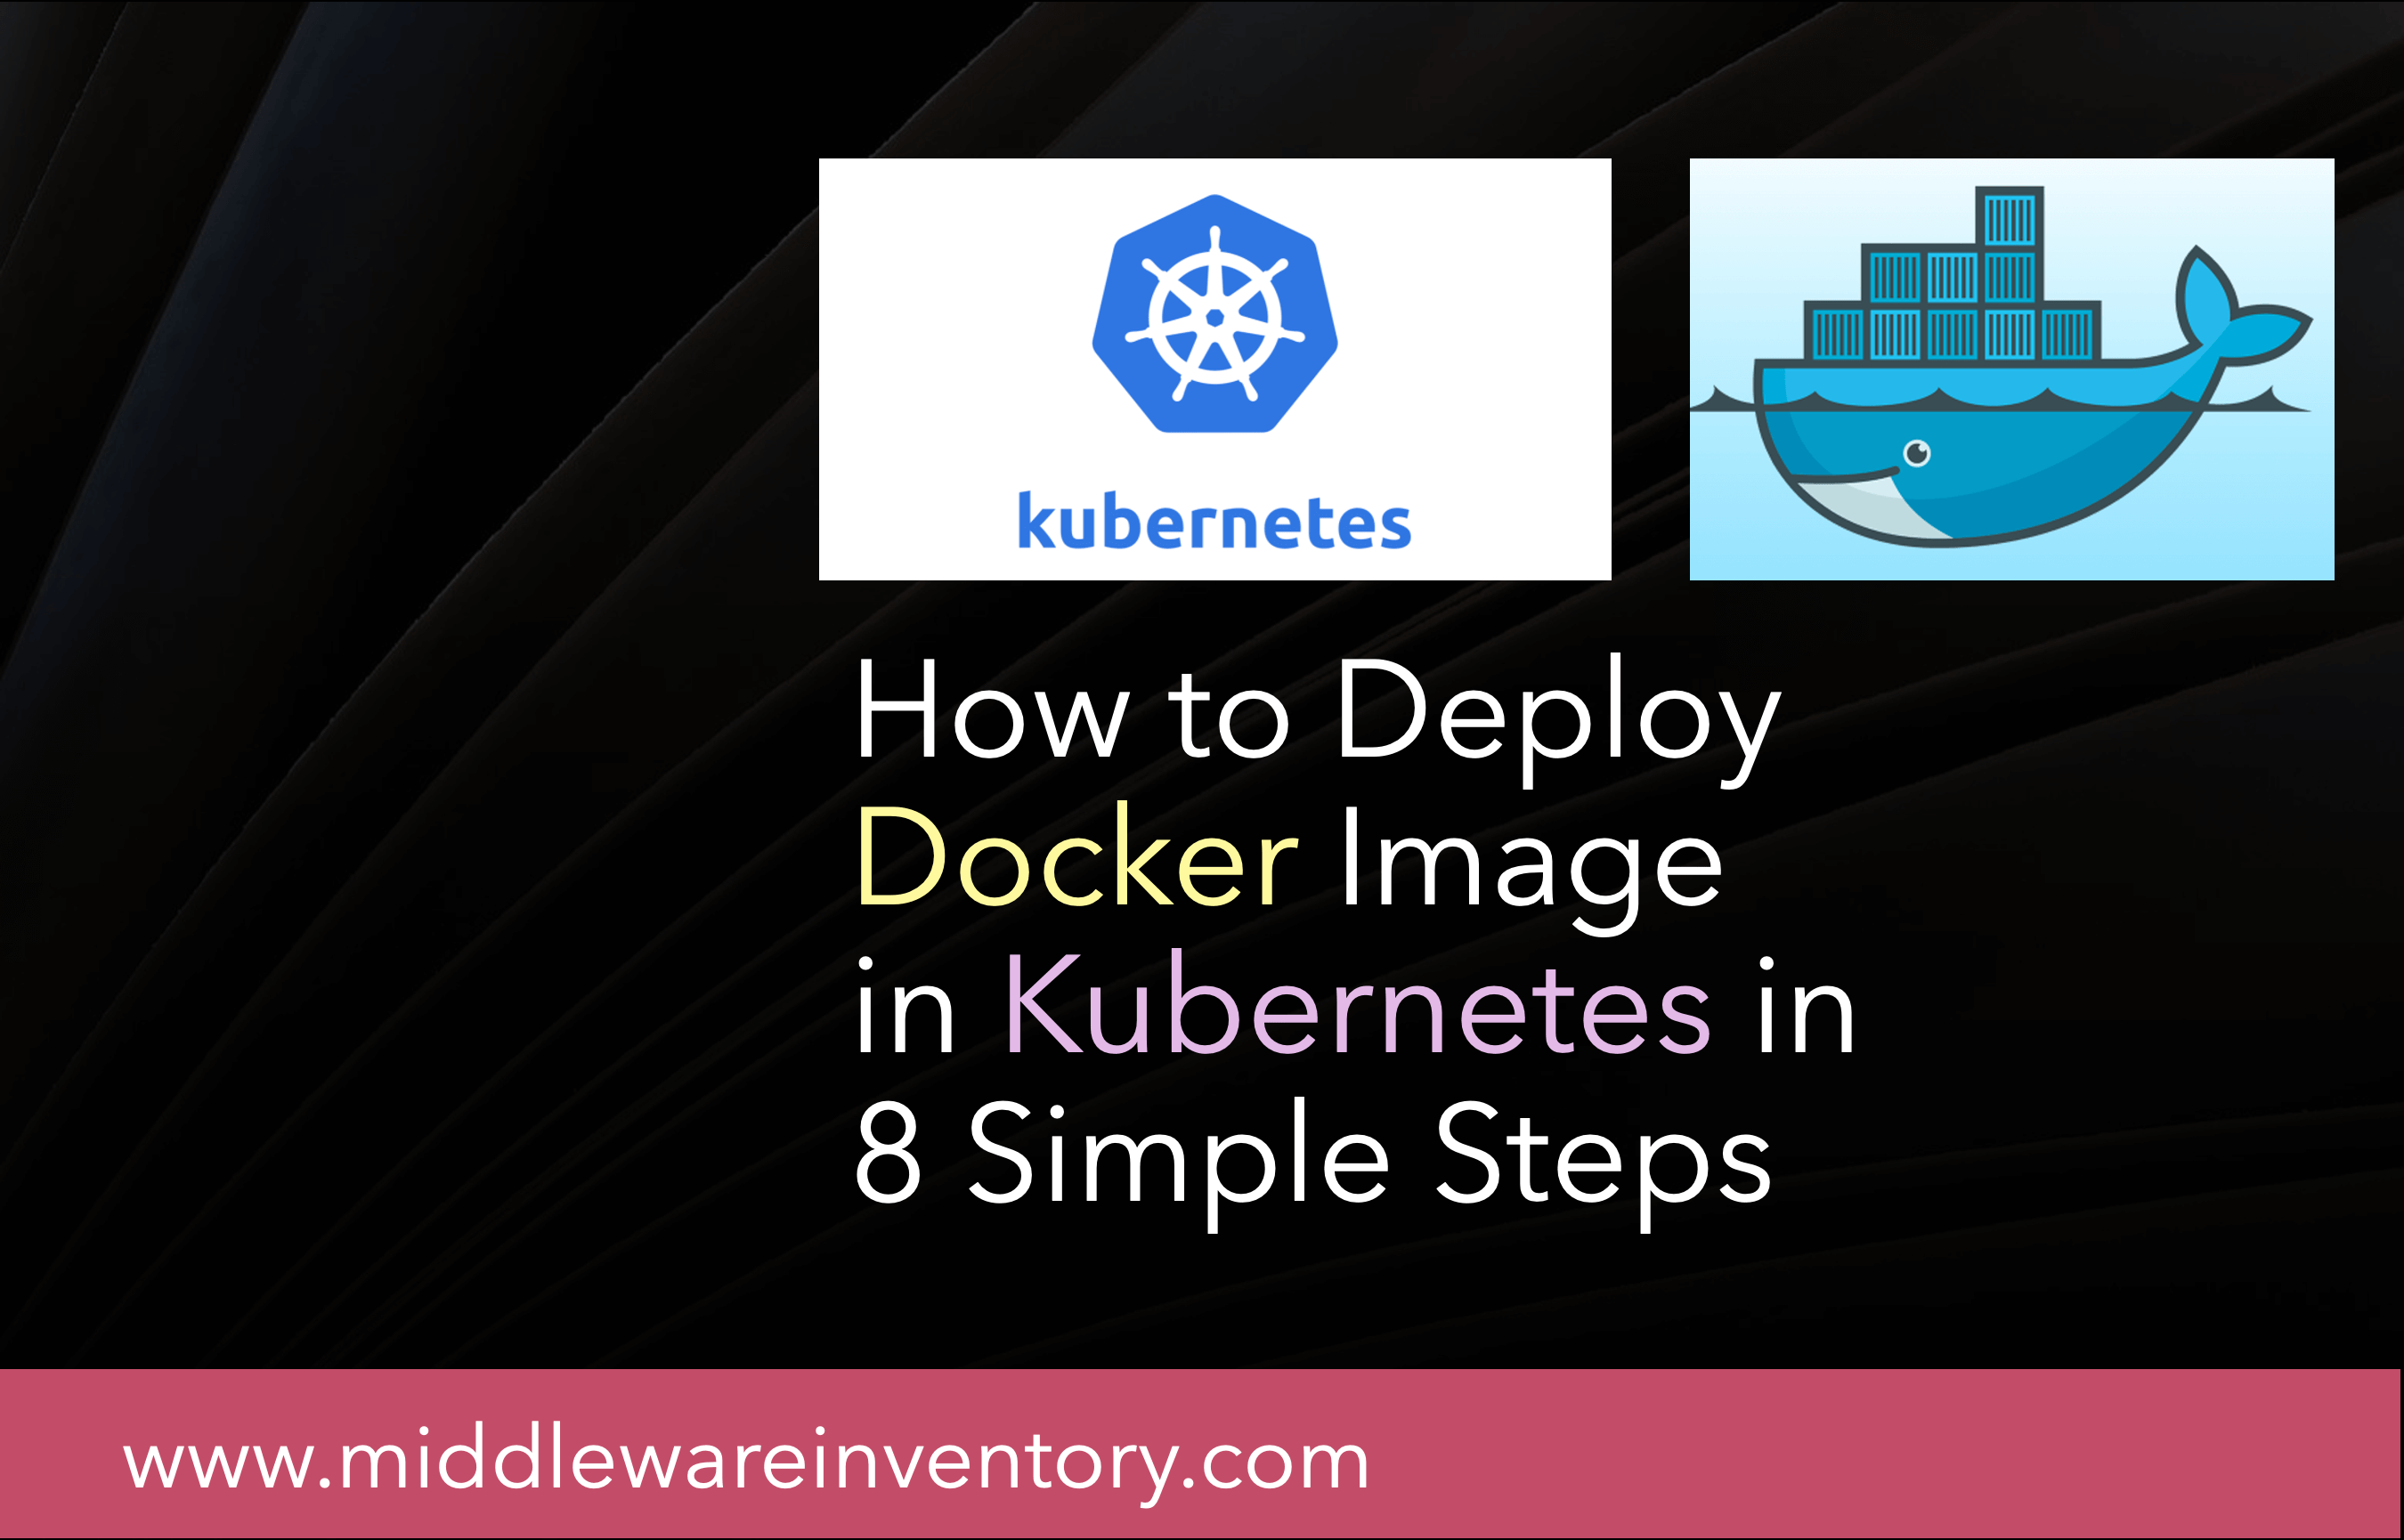 kubernetes
How to Deploy
Docker Image
in Kubernetes in
8 Simple Steps
www.middlewareinventory.com